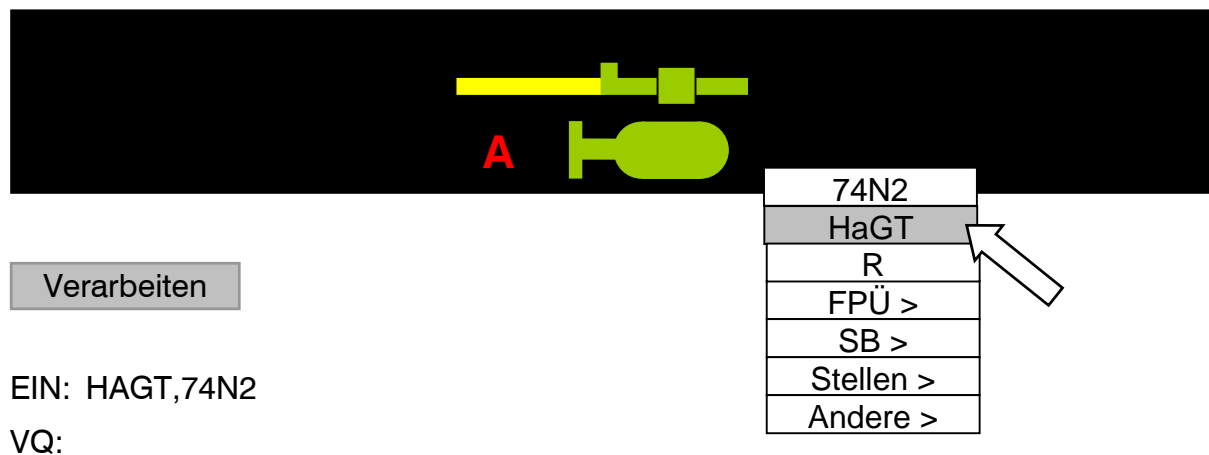 A
74N2
HaGT
R
FPÜ >
SB >
Stellen >
Andere >
Verarbeiten
EIN: HAGT,74N2
VQ: